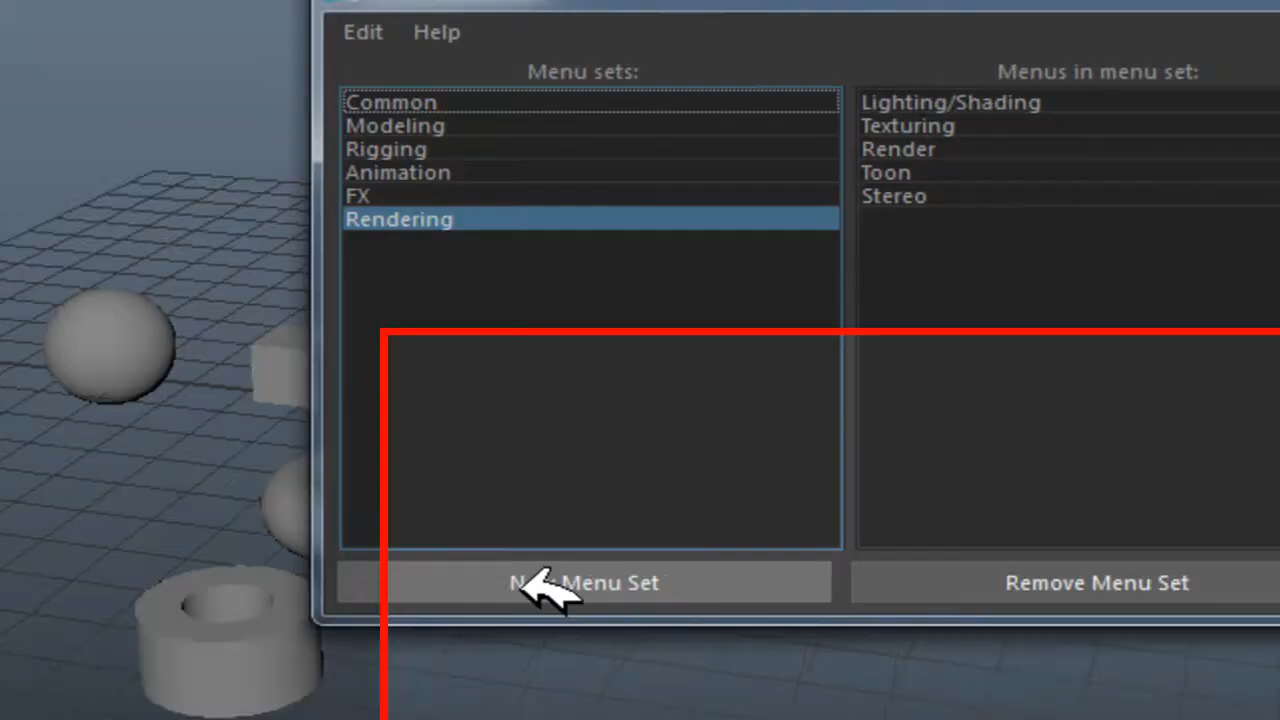 Edit Help
Menu sets: Menus in menu set:
Common
Modeling
Rigging
Animation
FX
Rendering
Lighting/Shading
Texturing
Render
Toon
Stereo
Menu Set
Remove Menu Set